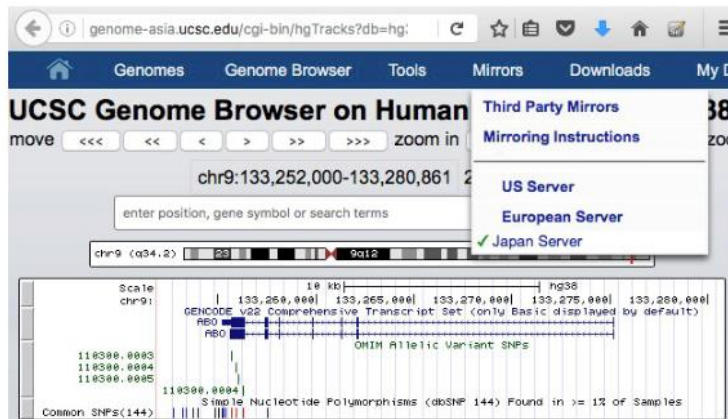 genome-asia.ucsc.edu/cgi-bin/hgTracks?db=hg
Genomes Genome Browser Tools Mirrors Downloads My D
UCSC Genome Browser on Human
Third Party Mirrors
Mirroring Instructions
US Server
European Server
✓ Japan Server
move <<< << < > >> >>> zoom in
chr9:133,252,000-133,280,861 2
enter position, gene symbol or search terms
chr9 (q34.2) 23 9q12
Scale 10 kb hg38
chr9: 133,260,000| 133,265,000| 133,270,000| 133,275,000| 133,280,000|
GENCODE v22 Comprehensive Transcript Set (only Basic displayed by default)
ABO
ABO
OMIM Allelic Variant SNPs
110300.0003
110300.0004
110300.0005
110300.0004
Simple Nucleotide Polymorphisms (dbSNP 144) Found in >= 1% of Samples
Common SNPs(144)